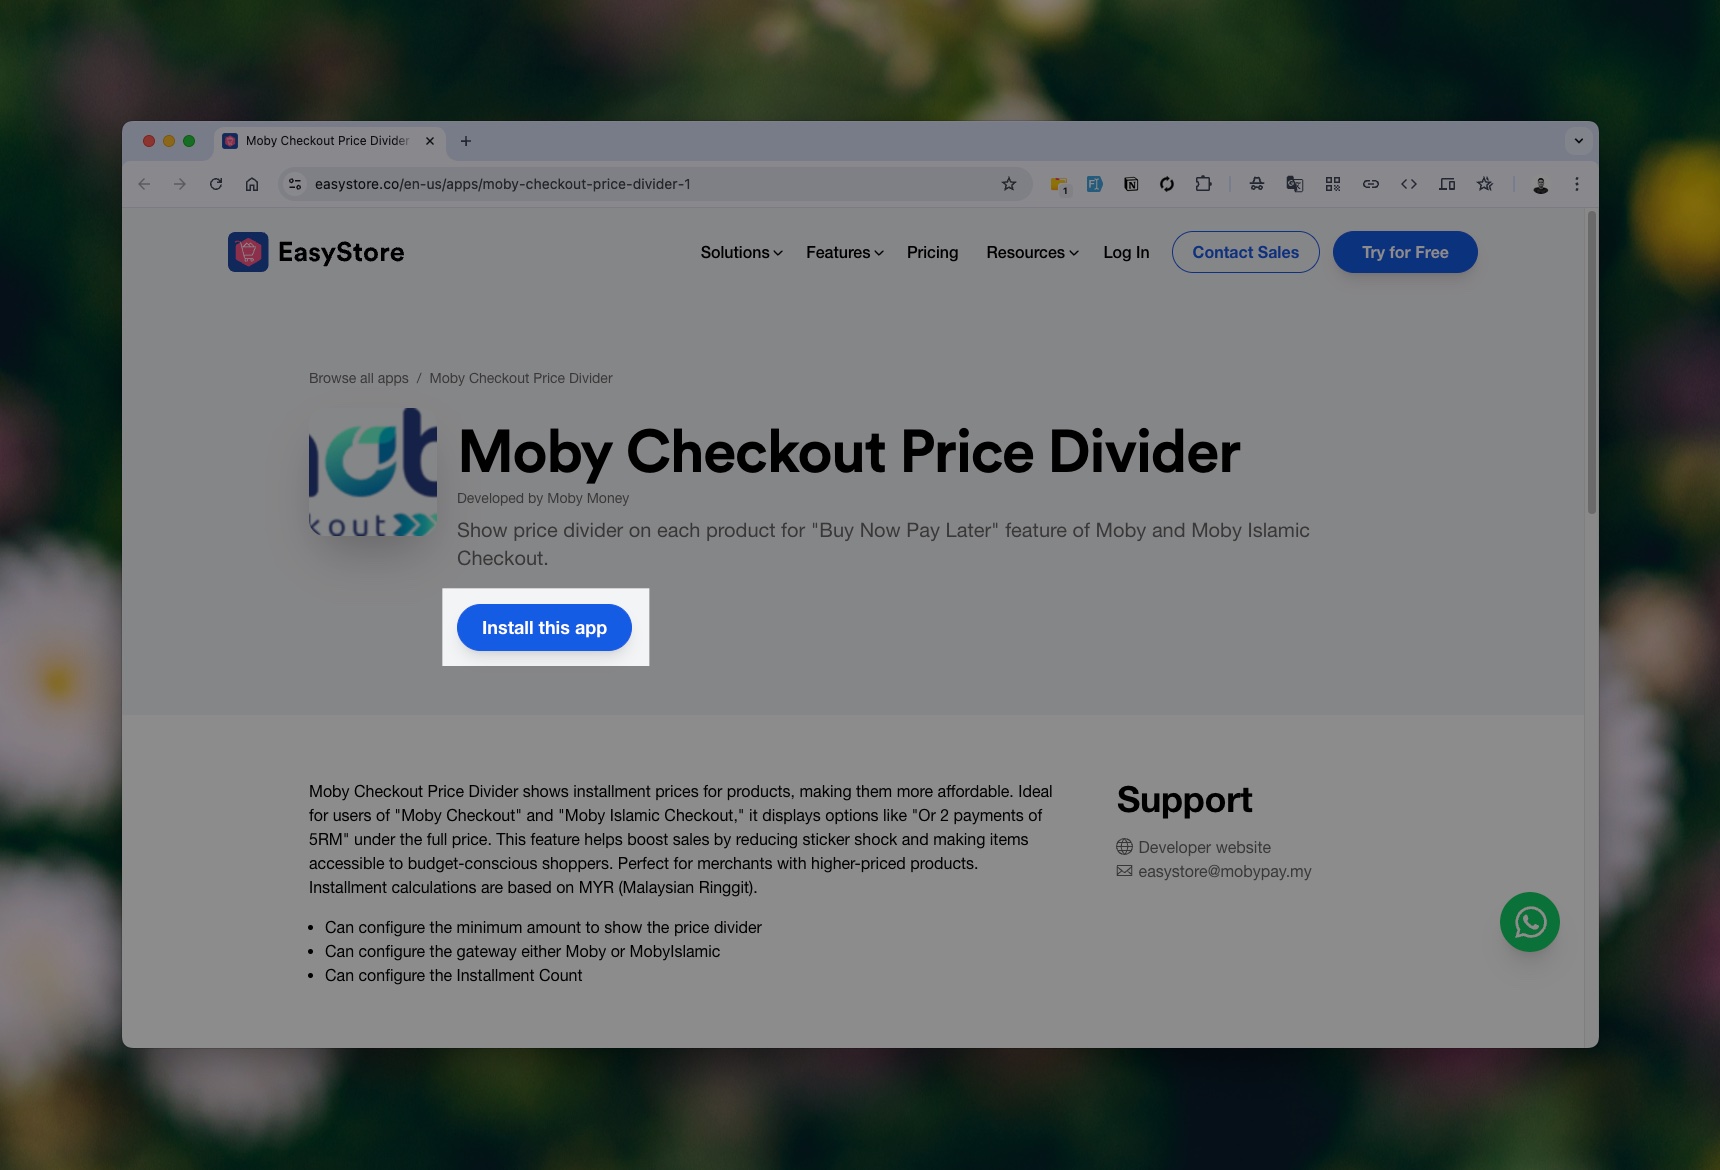 Moby Checkout Price Divider
easystore.co/en-us/apps/moby-checkout-price-divider-1
1
EasyStore
Solutions
Features
Pricing
Resources
Log In
Contact Sales
Try for Free
Browse all apps / Moby Checkout Price Divider
Moby Checkout Price Divider
Developed by Moby Money
Show price divider on each product for "Buy Now Pay Later" feature of Moby and Moby Islamic
Checkout.
Install this app
Moby Checkout Price Divider shows installment prices for products, making them more affordable. Ideal
for users of "Moby Checkout" and "Moby Islamic Checkout," it displays options like "Or 2 payments of
5RM" under the full price. This feature helps boost sales by reducing sticker shock and making items
accessible to budget-conscious shoppers. Perfect for merchants with higher-priced products.
Installment calculations are based on MYR (Malaysian Ringgit).
• Can configure the minimum amount to show the price divider
• Can configure the gateway either Moby or MobyIslamic
• Can configure the Installment Count
Support
Developer website
easystore@mobypay.my